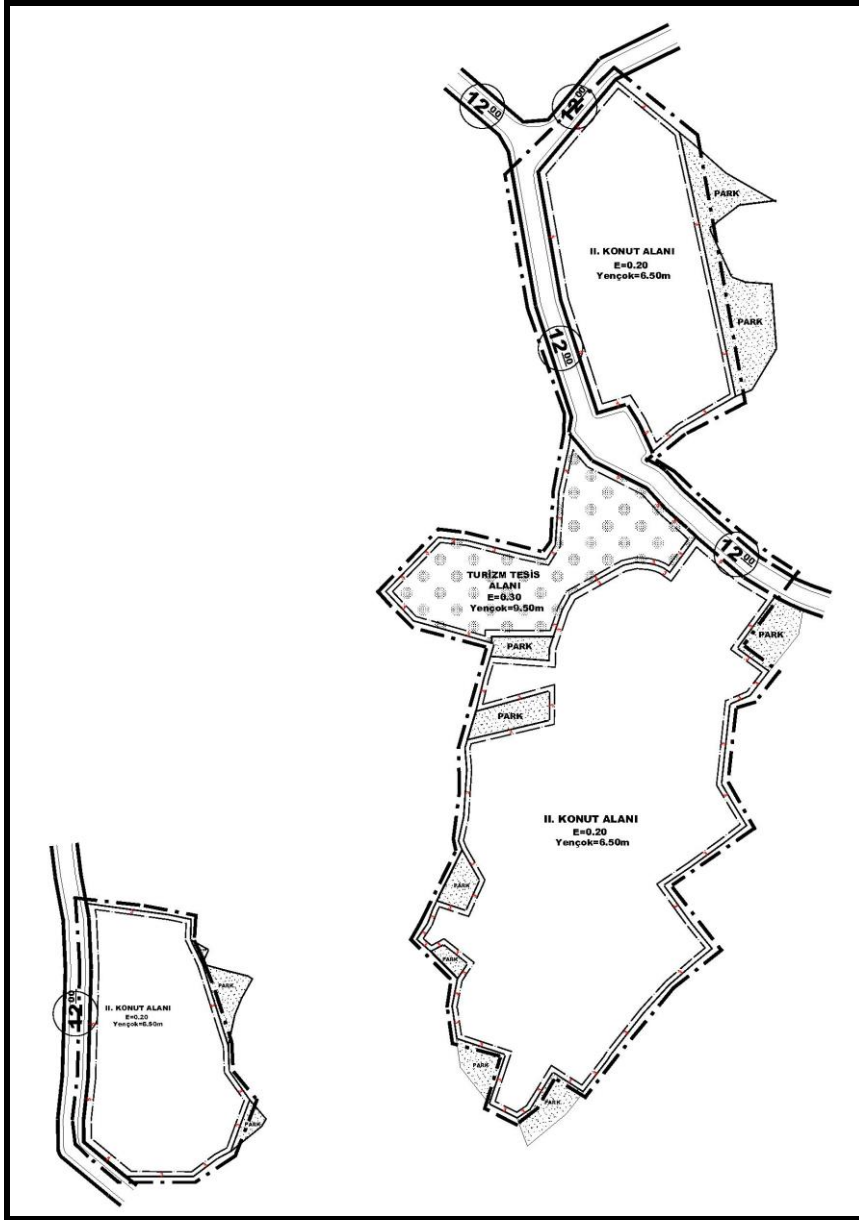 12 00
12 00
PARK
II. KONUT ALANI
E=0.20
Yençok=6.50m
PARK
12 00
12 00
TURİZM TESİS
ALANI
E=0.30
Yençok=9.50m
PARK
PARK
PARK
II. KONUT ALANI
E=0.20
Yençok=6.50m
PARK
PARK
PARK
12 00
II. KONUT ALANI
E=0.20
Yençok=6.50m
PARK
PARK
PARK
PARK